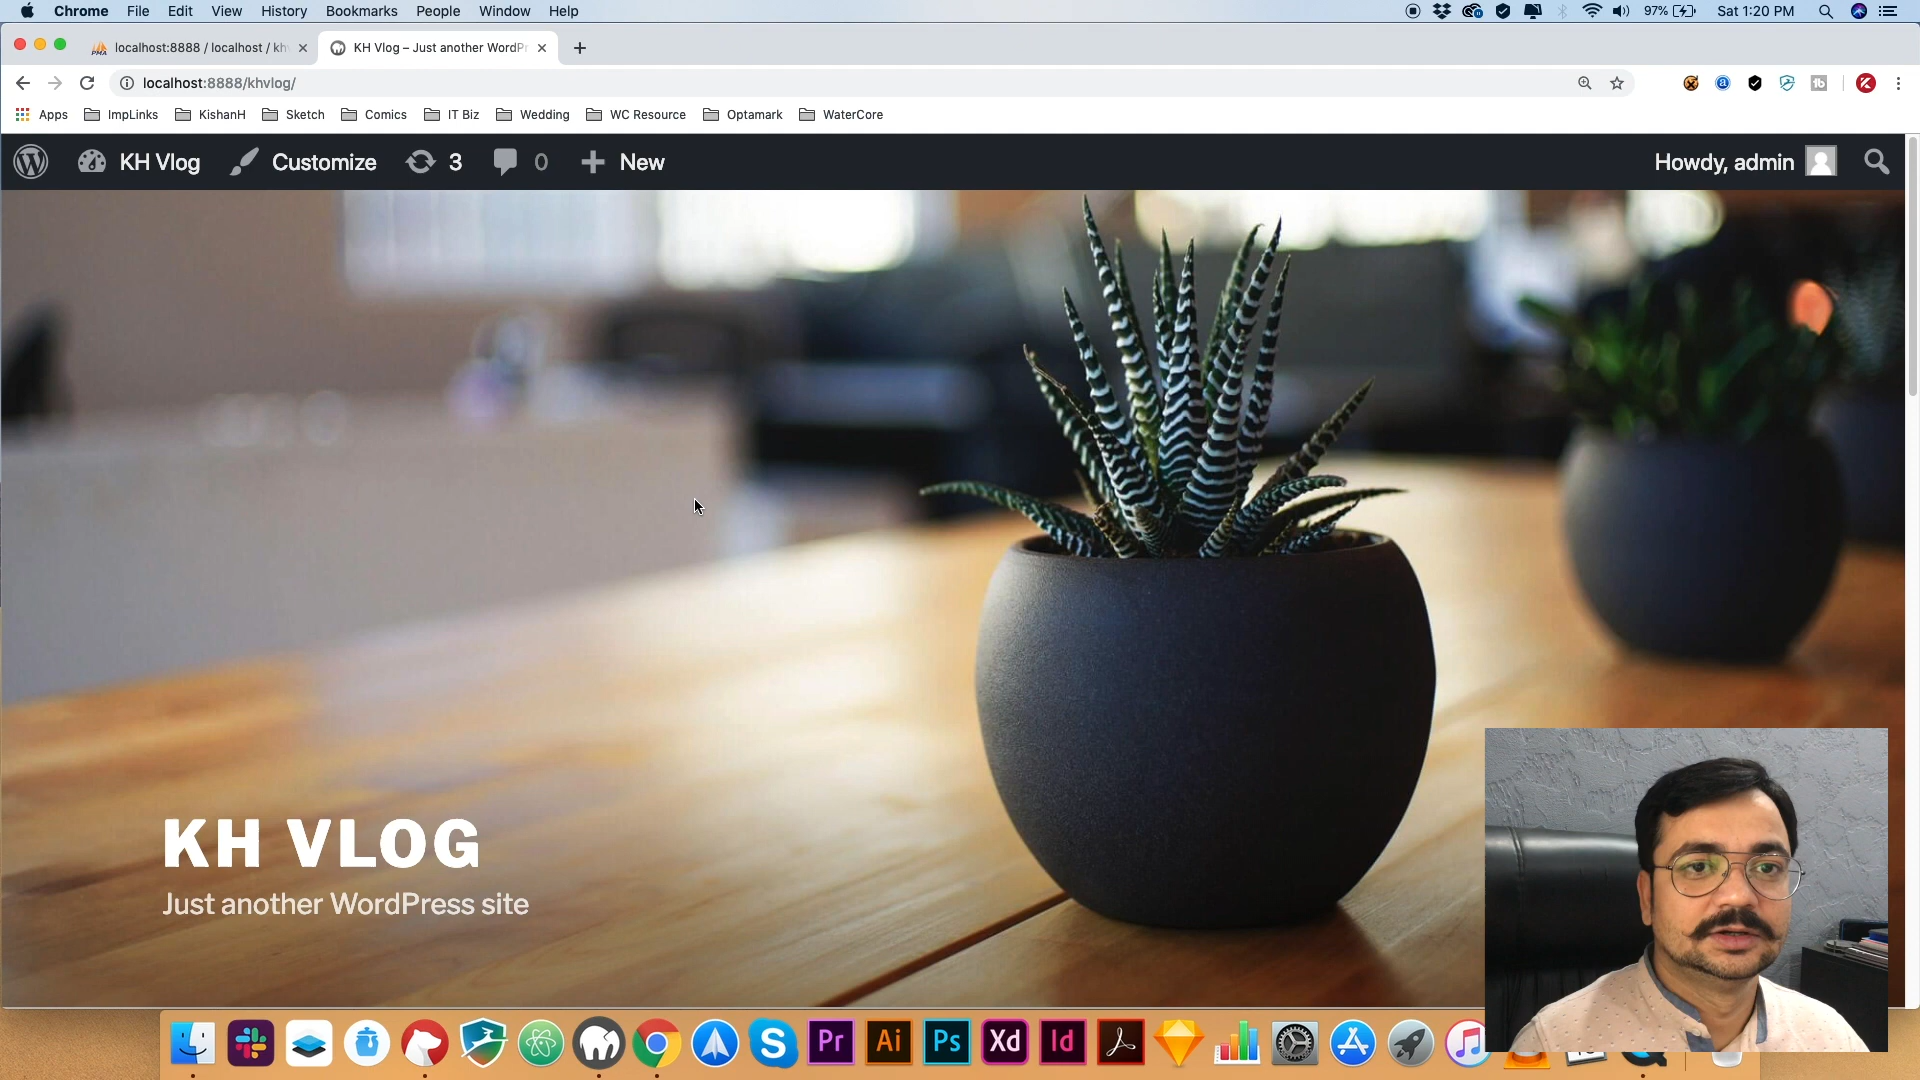 Chrome File Edit View History Bookmarks People Window Help 97% Sat 1:20 PM
localhost:8888 / localhost / kh KH Vlog – Just another WordP
localhost:8888/khvlog/
Apps ImpLinks KishanH Sketch Comics IT Biz Wedding WC Resource Optamark WaterCore
KH Vlog Customize 3 0 New Howdy, admin
KH VLOG
Just another WordPress site
Pr Ai Ps Xd Id